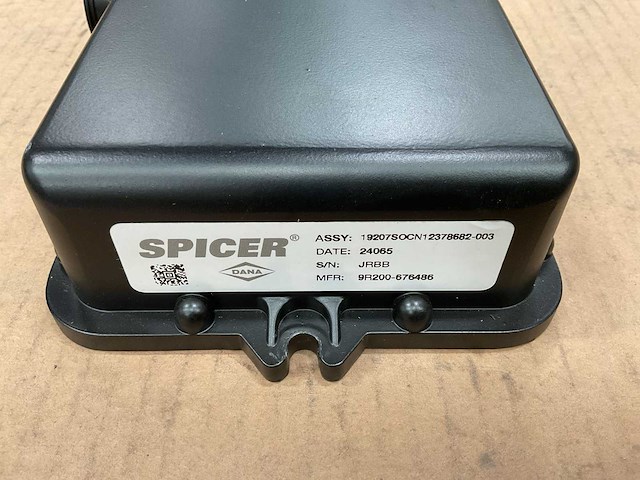 SPICER®
DANA
ASSY: 19207SOCN12378682-003
DATE: 24065
S/N: JRBB
MFR: 9R200-676486